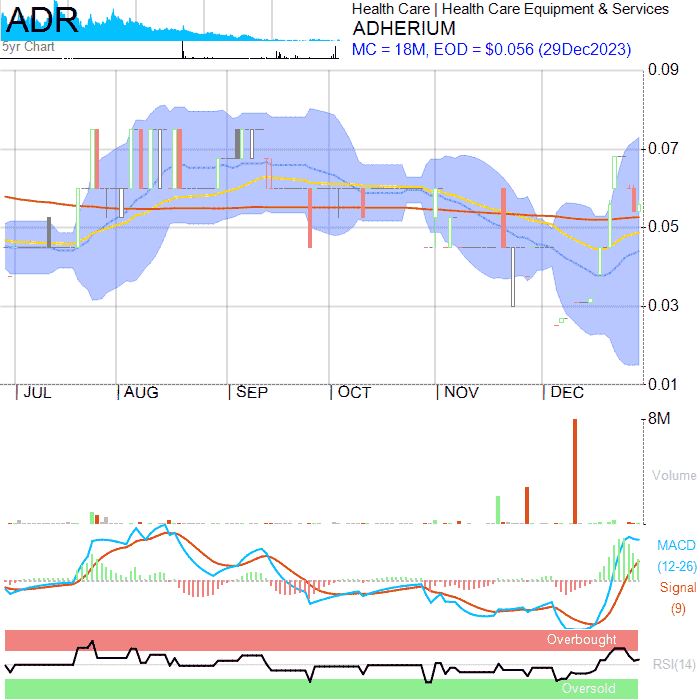 ADR
5yr Chart
Health Care | Health Care Equipment & Services
ADHERIUM
MC = 18M, EOD = $0.056 (29Dec2023)
0.09
0.07
0.05
0.03
0.01
JUL AUG SEP OCT NOV DEC
8M
Volume
MACD
(12-26)
Signal
(9)
Overbought
RSI(14)
Oversold